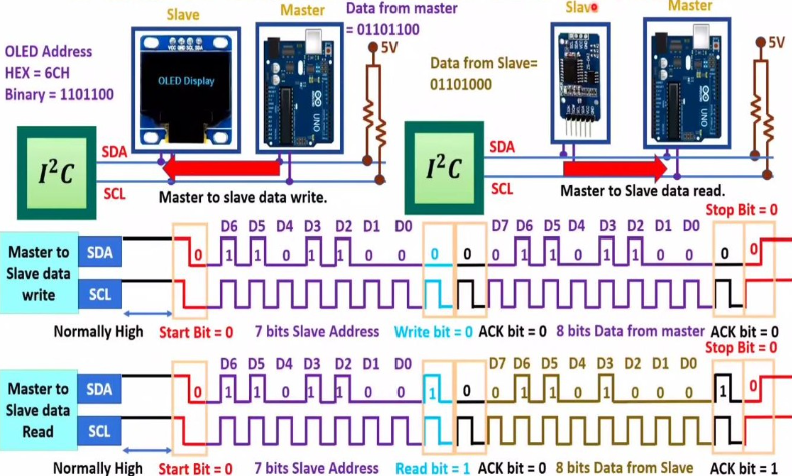 Slave
Master
Data from master
= 01101100
OLED Address
HEX = 6CH
Binary = 1101100
VCC GND SCL SDA
OLED Display
UNO
5V
I²C
SDA
SCL
Master to slave data write.
Slave
Master
Data from Slave=
01101000
UNO
5V
I²C
SDA
SCL
Master to Slave data read.
Stop Bit = 0
D6 D5 D4 D3 D2 D1 D0 D7 D6 D5 D4 D3 D2 D1 D0
Master to
Slave data
write
SDA
0 1 1 0 1 1 0 0 0 0 0 1 1 0 1 1 0 0 0 0
SCL
Normally High Start Bit = 0 7 bits Slave Address Write bit = 0 ACK bit = 0 8 bits Data from master ACK bit = 0
Stop Bit = 0
D6 D5 D4 D3 D2 D1 D0 D7 D6 D5 D4 D3 D2 D1 D0
Master to
Slave data
Read
SDA
0 1 1 0 1 1 0 0 1 0 0 1 1 0 1 0 0 0 1 0
SCL
Normally High Start Bit = 0 7 bits Slave Address Read bit = 1 ACK bit = 0 8 bits Data from Slave ACK bit = 1